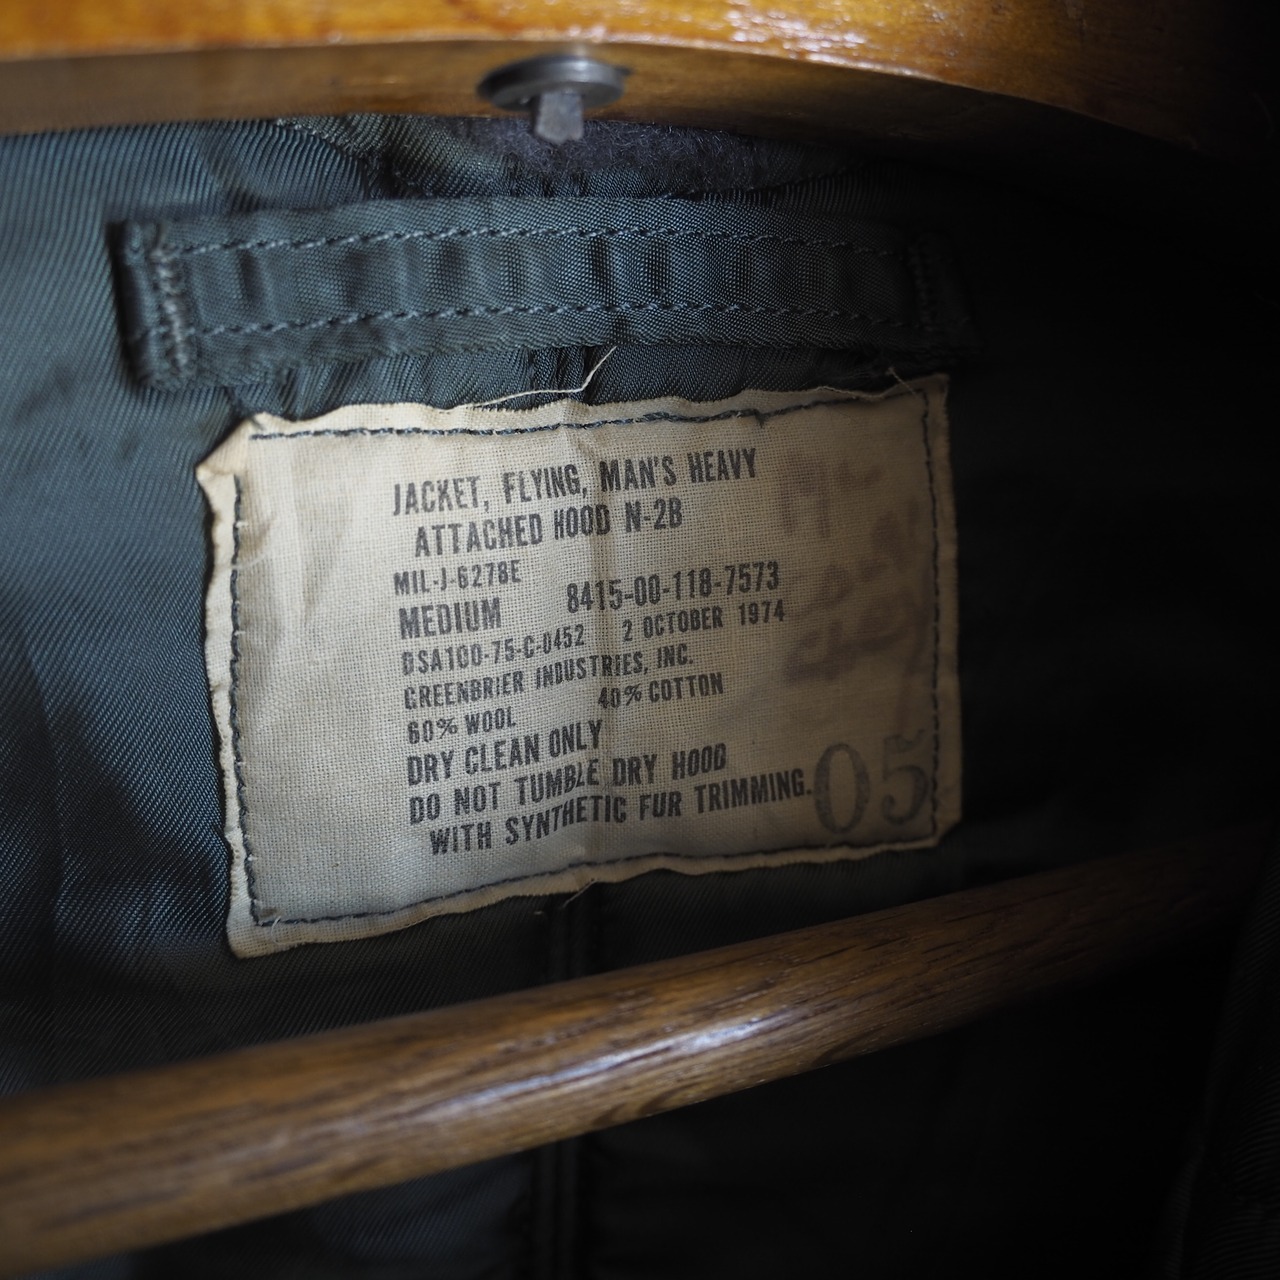 JACKET, FLYING, MAN'S HEAVY
ATTACHED HOOD N-2B
MIL-J-6278E
MEDIUM 8415-00-118-7573
DSA100-75-C-0452 2 OCTOBER 1974
GREENBRIER INDUSTRIES, INC.
60% WOOL 40% COTTON
DRY CLEAN ONLY
DO NOT TUMBLE DRY HOOD
WITH SYNTHETIC FUR TRIMMING.
05